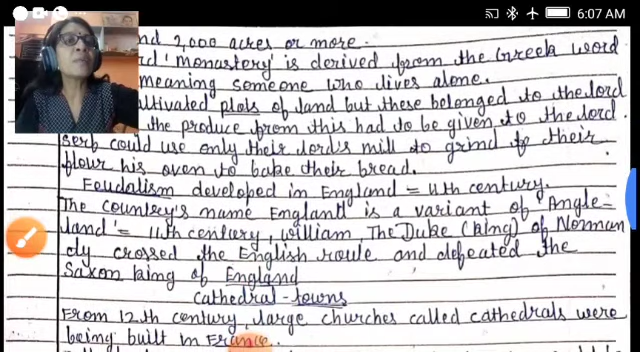 6:07 AM
nd 2,000 acres or more.
rd 'monastery' is derived from the Greek word
meaning someone who lives alone.
ultivated plots of land but these belonged to the lord
the produce from this had to be given to the lord.
serf could use only their lord's mill to grind to their
flour his oven to bake their bread.
Feudalism developed in England = 11th century.
The country's name England is a variant of 'Angle-
land' = 11th century, William, The Duke (king) of Norman
dy crossed the English route and defeated the
Saxon king of England
Cathedral-towns
From 12th century, large churches called cathedrals were
being built in France.